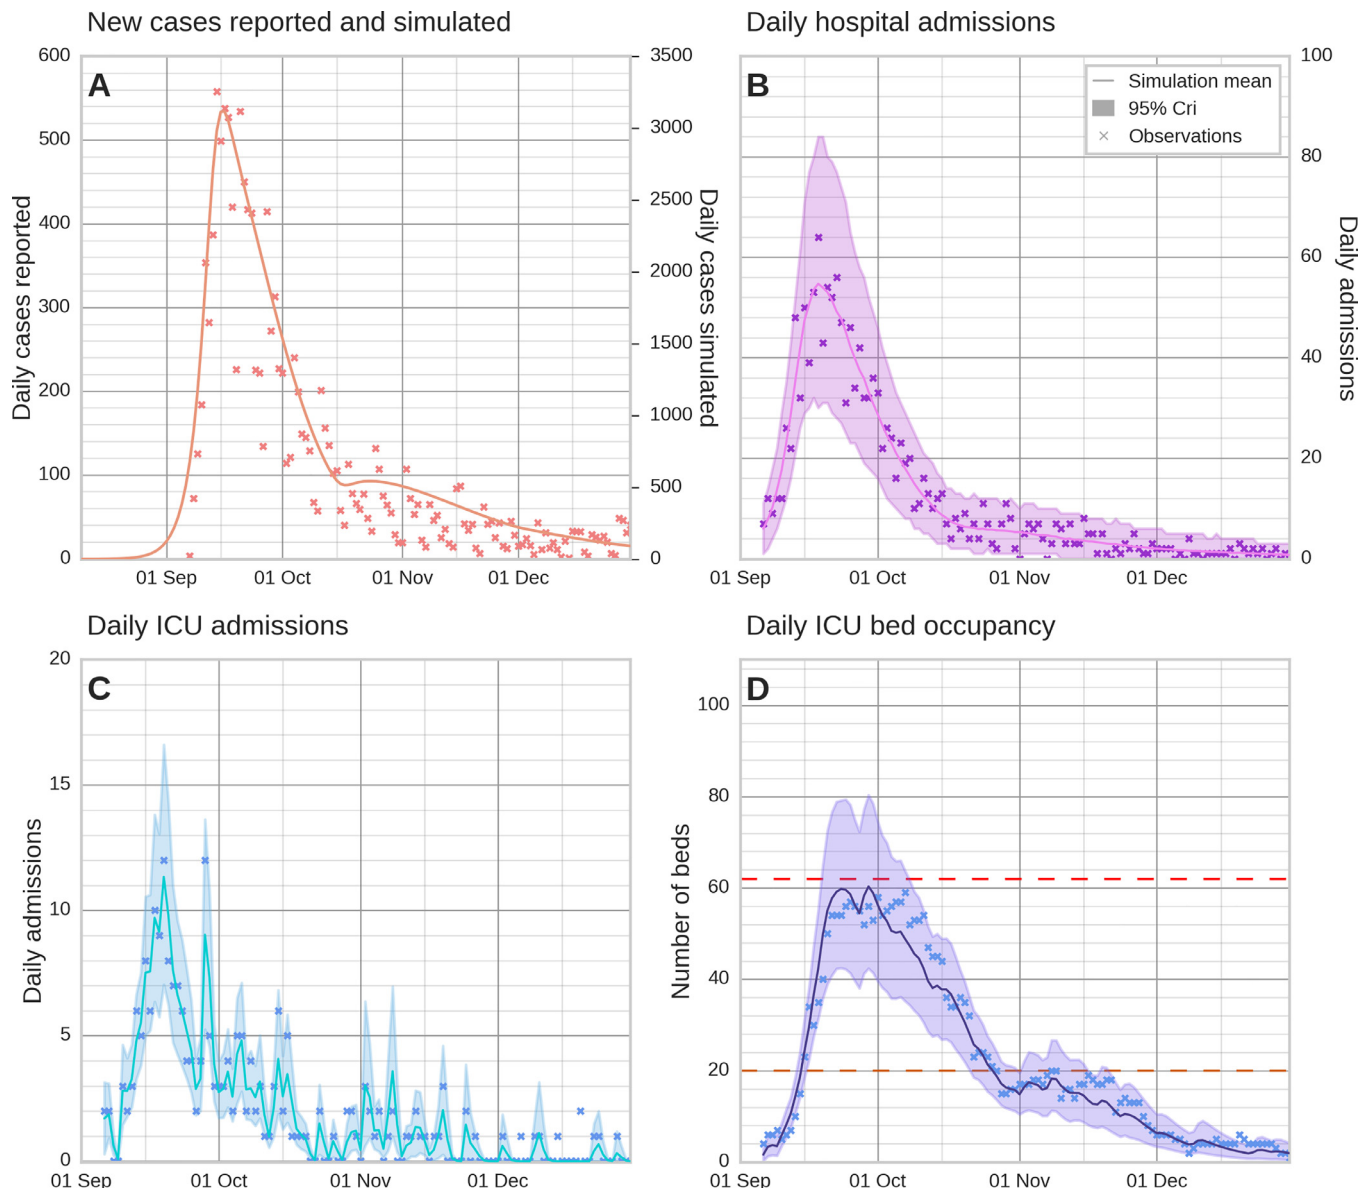 New cases reported and simulated
A
600
500
400
300
200
100
0
3500
3000
2500
2000
1500
1000
500
0
Daily cases reported
Daily cases simulated
01 Sep
01 Oct
01 Nov
01 Dec
Daily hospital admissions
B
Simulation mean
95% Cri
Observations
100
80
60
40
20
0
Daily admissions
01 Sep
01 Oct
01 Nov
01 Dec
Daily ICU admissions
C
20
15
10
5
0
Daily admissions
01 Sep
01 Oct
01 Nov
01 Dec
Daily ICU bed occupancy
D
100
80
60
40
20
0
Number of beds
01 Sep
01 Oct
01 Nov
01 Dec